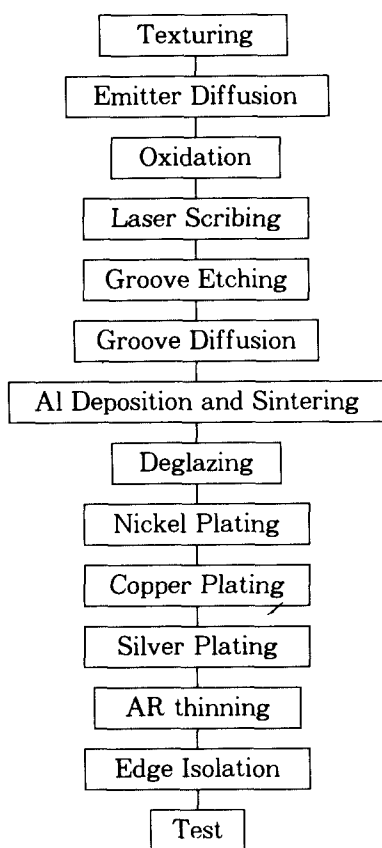 Texturing
Emitter Diffusion
Oxidation
Laser Scribing
Groove Etching
Groove Diffusion
Al Deposition and Sintering
Deglazing
Nickel Plating
Copper Plating
Silver Plating
AR thinning
Edge Isolation
Test